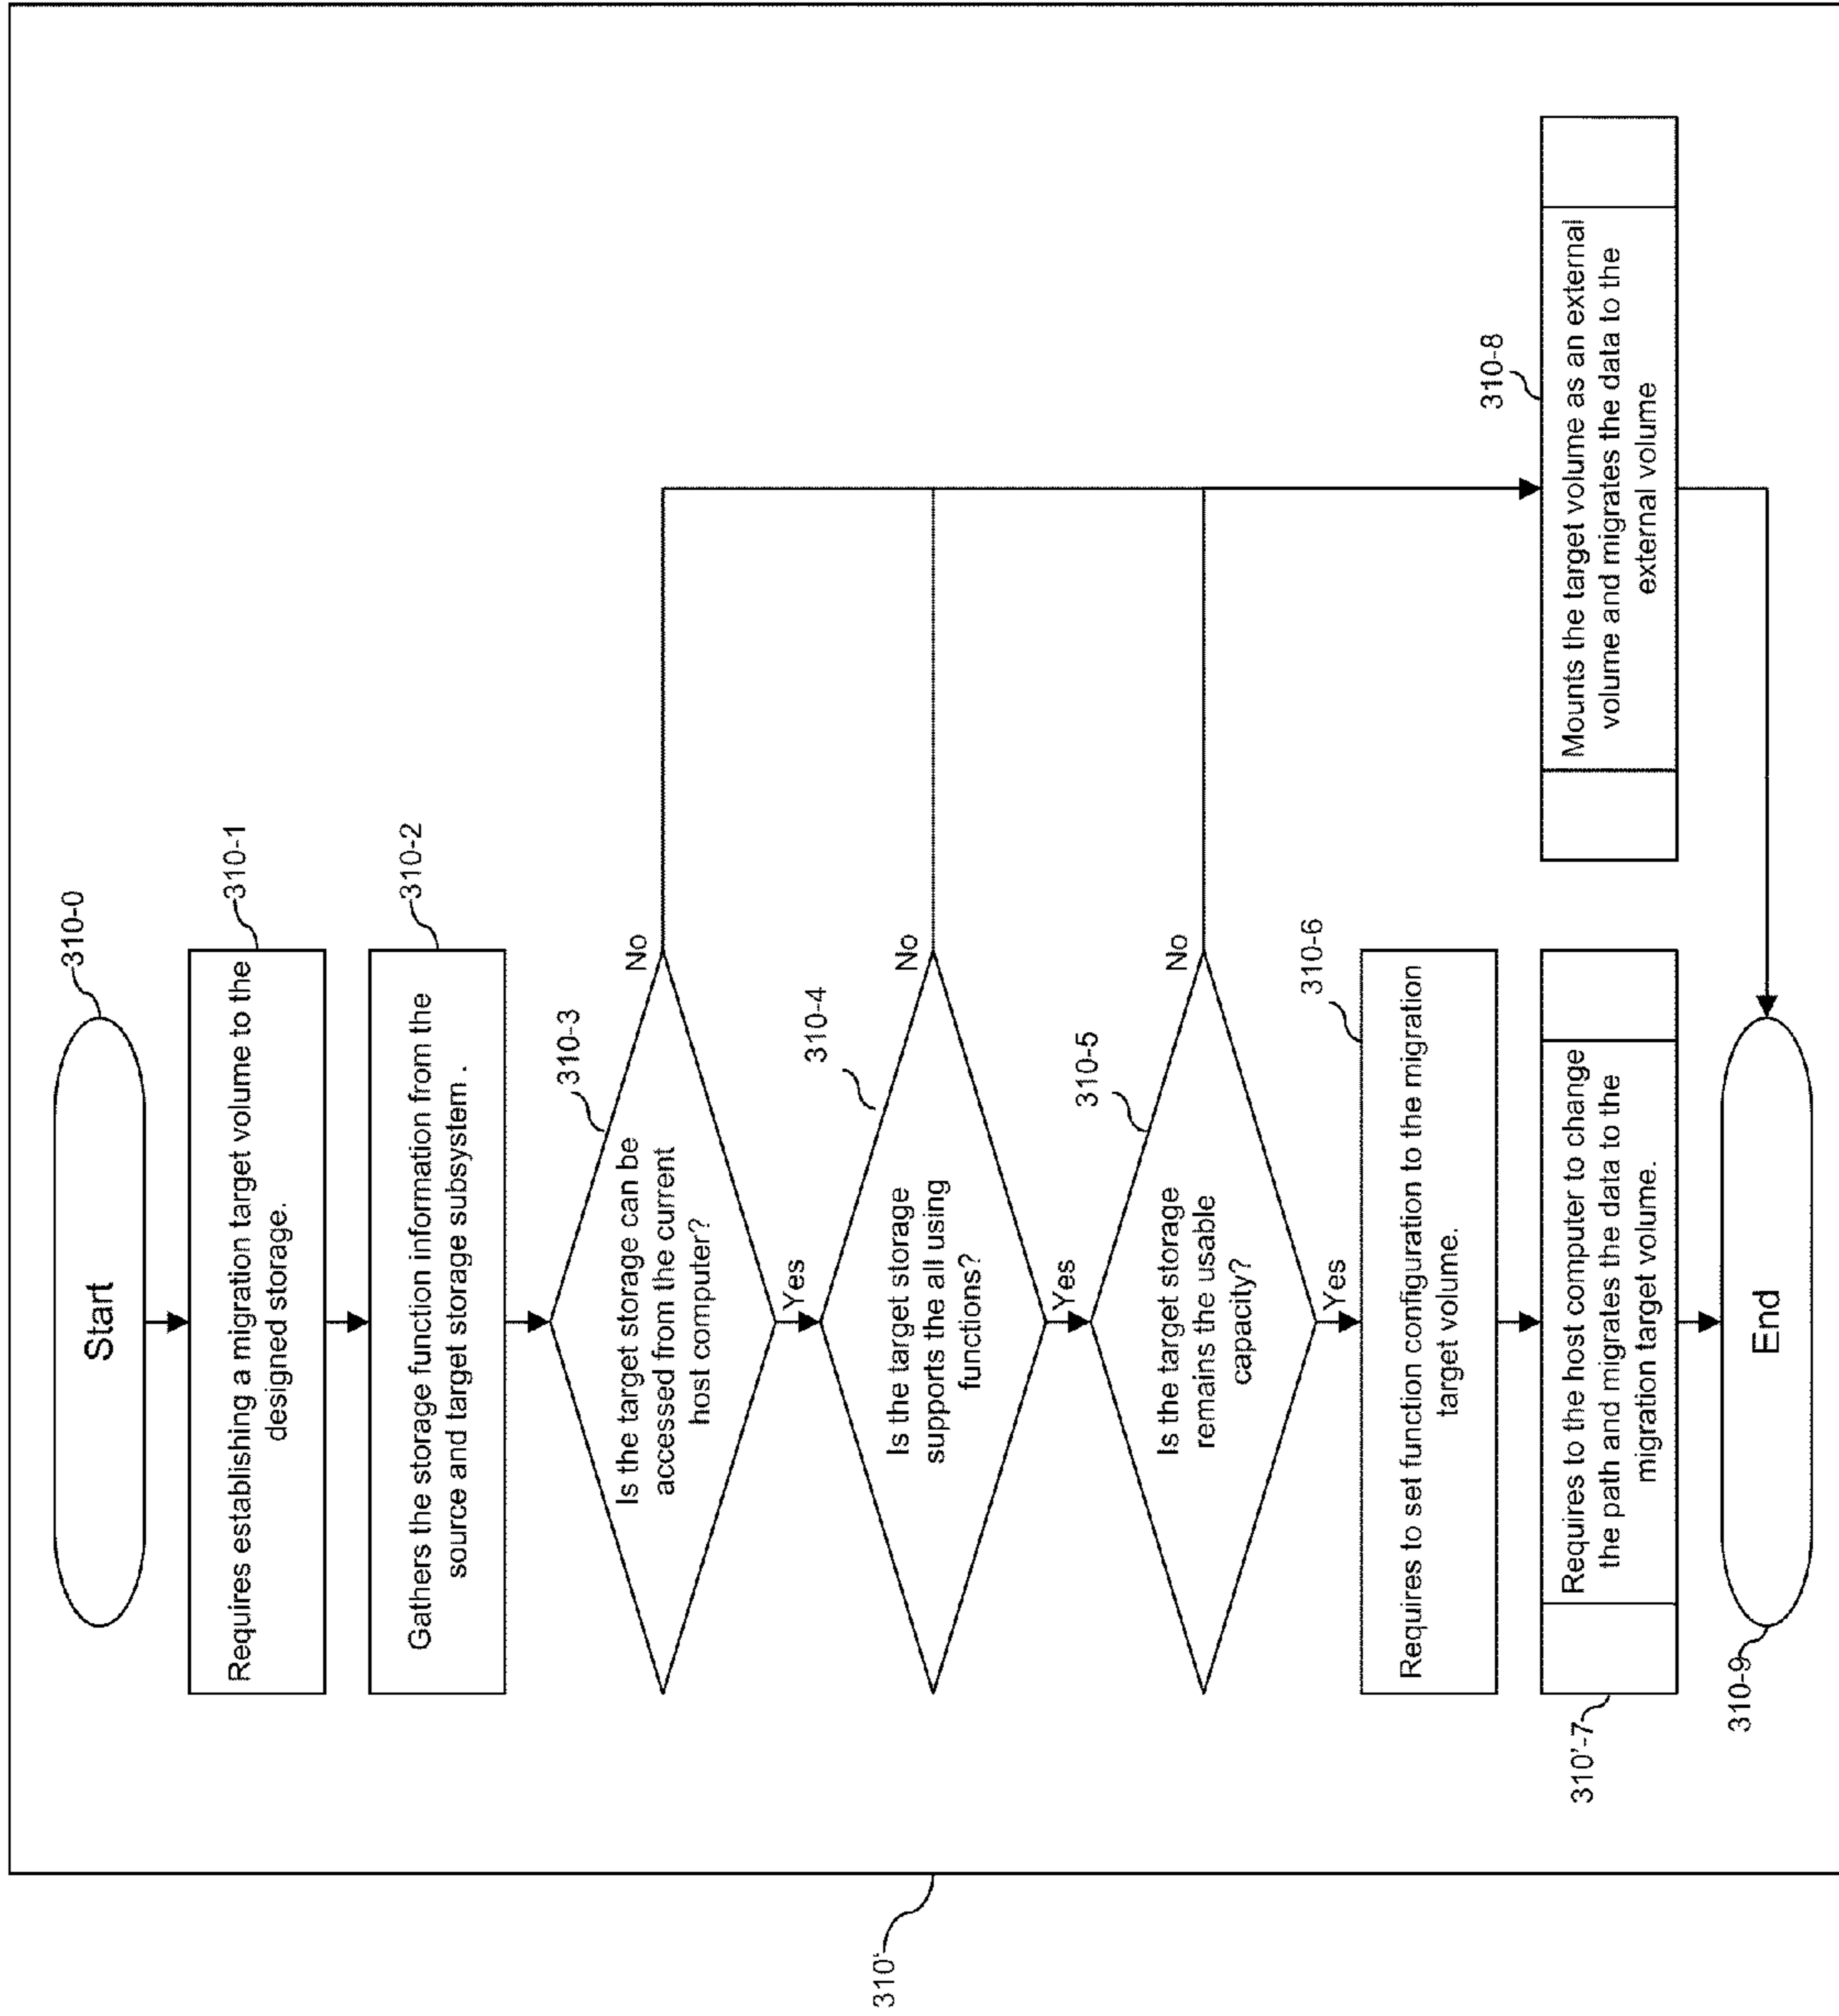 Start
310-0
Requires establishing a migration target volume to the
designed storage.
310-1
Gathers the storage function information from the
source and target storage subsystem .
310-2
Is the target storage can be
accessed from the current
host computer?
310-3
No
Yes
Is the target storage
supports the all using
functions?
310-4
No
Yes
Is the target storage
remains the usable
capacity?
310-5
No
Yes
Requires to set function configuration to the migration
target volume.
310-6
Requires to the host computer to change
the path and migrates the data to the
migration target volume.
310'-7
Mounts the target volume as an external
volume and migrates the data to the
external volume
310-8
End
310-9
310'